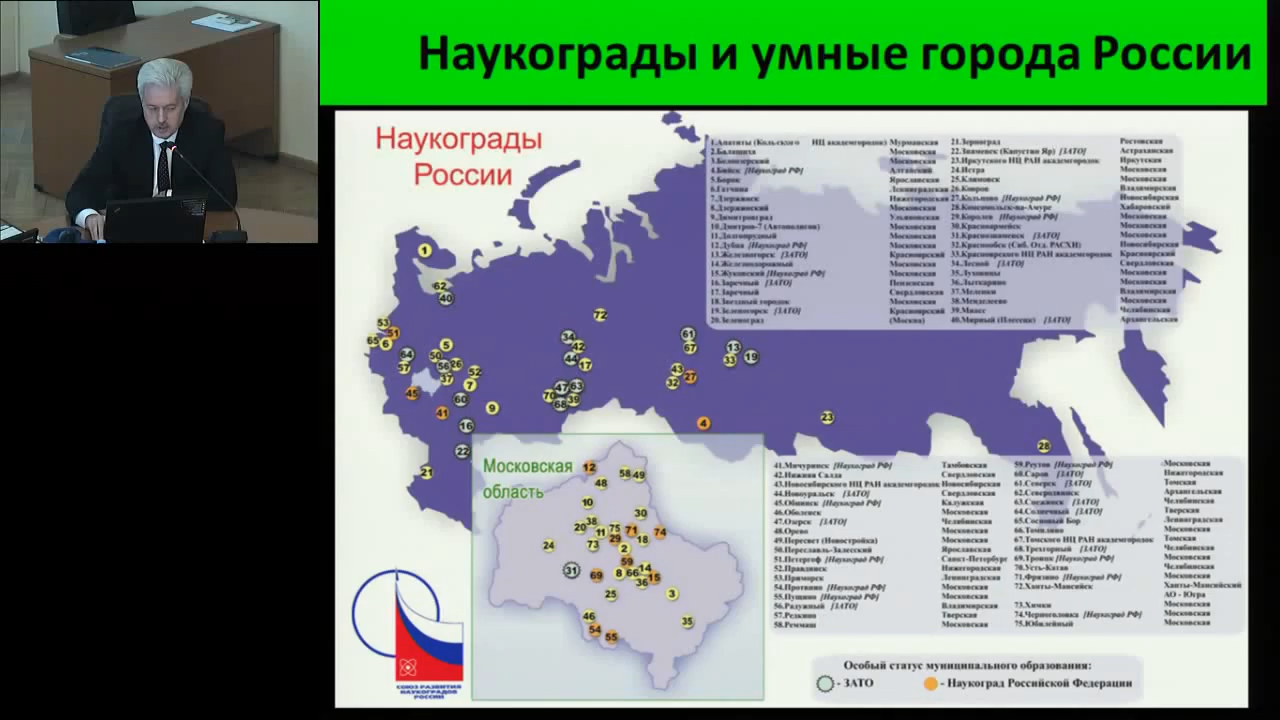 Наукограды и умные города России
Наукограды
России
1.Апатиты (Кольского НЦ академгородок) Мурманская
2.Балашиха Московская
3.Белоозерский Московская
4.Бийск [Наукоград РФ] Алтайский
5.Борок Ярославская
6.Гатчина Ленинградская
7.Дзержинск Нижегородская
8.Дзержинский Московская
9.Димитровград Ульяновская
10.Дмитров-7 (Автополигон) Московская
11.Долгопрудный Московская
12.Дубна [Наукоград РФ] Московская
13.Железногорск [ЗАТО] Красноярский
14.Железнодорожный Московская
15.Жуковский [Наукоград РФ] Московская
16.Заречный [ЗАТО] Пензенская
17.Заречный Свердловская
18.Звездный городок Московская
19.Зеленогорск [ЗАТО] Красноярский
20.Зеленоград (Москва)
21.Зерноград Ростовская
22.Знаменск (Капустин Яр) [ЗАТО] Астраханская
23.Иркутского НЦ РАН академгородок Иркутская
24.Истра Московская
25.Климовск Московская
26.Ковров Владимирская
27.Кольцово [Наукоград РФ] Новосибирская
28.Комсомольск-на-Амуре Хабаровский
29.Королев [Наукоград РФ] Московская
30.Красноармейск Московская
31.Краснознаменск [ЗАТО] Московская
32.Краснообск (Сиб. Отд. РАСХН) Новосибирская
33.Красноярского НЦ РАН академгородок Красноярский
34.Лесной [ЗАТО] Свердловская
35.Луховицы Московская
36.Лыткарино Московская
37.Меленки Владимирская
38.Менделеево Московская
39.Миасс Челябинская
40.Мирный (Плесецк) [ЗАТО] Архангельская
Московская
область
41.Мичуринск [Наукоград РФ] Тамбовская
42.Нижняя Салда Свердловская
43.Новосибирского НЦ РАН академгородок Новосибирская
44.Новоуральск [ЗАТО] Свердловская
45.Обнинск [Наукоград РФ] Калужская
46.Оболенск Московская
47.Озерск [ЗАТО] Челябинская
48.Орево Московская
49.Пересвет (Новостройка) Московская
50.Переславль-Залесский Ярославская
51.Петергоф [Наукоград РФ] Санкт-Петербург
52.Правдинск Нижегородская
53.Приморск Ленинградская
54.Протвино [Наукоград РФ] Московская
55.Пущино [Наукоград РФ] Московская
56.Радужный [ЗАТО] Владимирская
57.Редкино Тверская
58.Реммаш Московская
59.Реутов [Наукоград РФ] Московская
60.Саров [ЗАТО] Нижегородская
61.Северск [ЗАТО] Томская
62.Северодвинск Архангельская
63.Снежинск [ЗАТО] Челябинская
64.Солнечный [ЗАТО] Тверская
65.Сосновый Бор Ленинградская
66.Томилино Московская
67.Томского НЦ РАН академгородок Томская
68.Трехгорный [ЗАТО] Челябинская
69.Троицк [Наукоград РФ] Московская
70.Усть-Катав Челябинская
71.Фрязино [Наукоград РФ] Московская
72.Ханты-Мансийск Ханты-Мансийский
АО - Югра
73.Химки Московская
74.Черноголовка [Наукоград РФ] Московская
75.Юбилейный Московская
СОЮЗ РАЗВИТИЯ
НАУКОГРАДОВ
РОССИИ
Особый статус муниципального образования:
- ЗАТО - Наукоград Российской Федерации